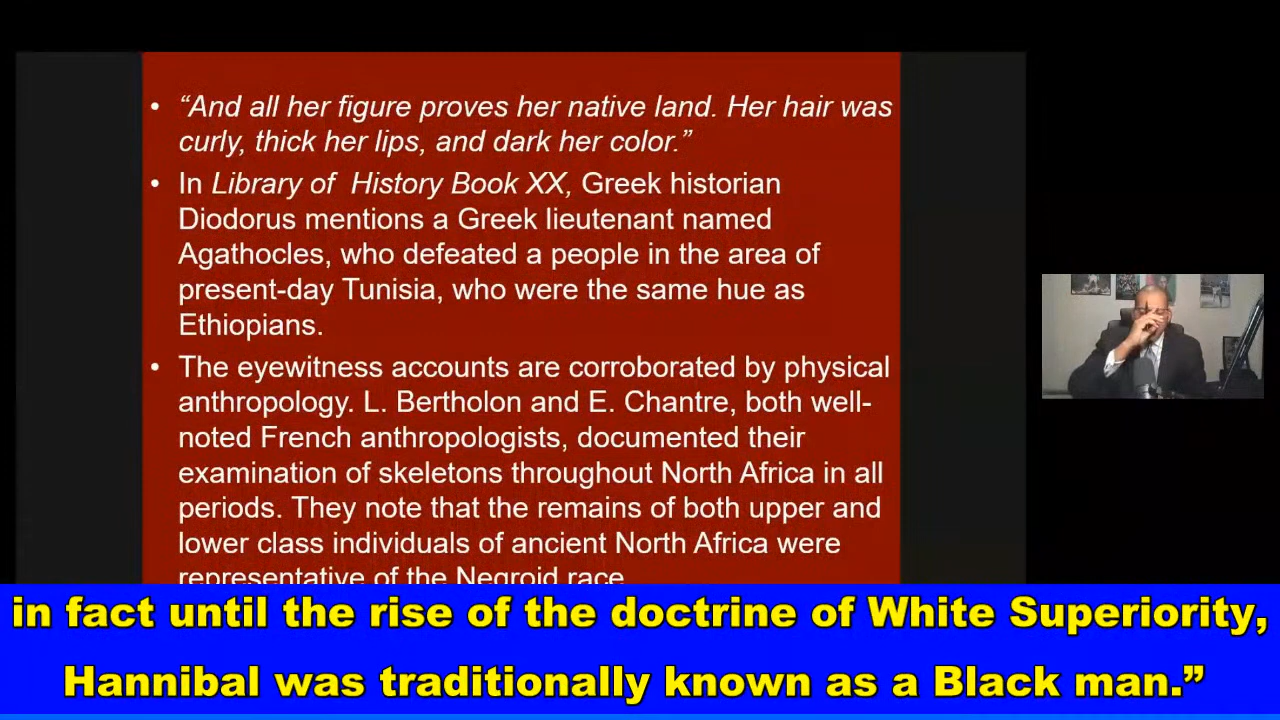 • “And all her figure proves her native land. Her hair was
curly, thick her lips, and dark her color.”
• In Library of  History Book XX, Greek historian
Diodorus mentions a Greek lieutenant named
Agathocles, who defeated a people in the area of
present-day Tunisia, who were the same hue as
Ethiopians.
• The eyewitness accounts are corroborated by physical
anthropology. L. Bertholon and E. Chantre, both well-
noted French anthropologists, documented their
examination of skeletons throughout North Africa in all
periods. They note that the remains of both upper and
lower class individuals of ancient North Africa were
representative of the Negroid race.
in fact until the rise of the doctrine of White Superiority,
Hannibal was traditionally known as a Black man.”